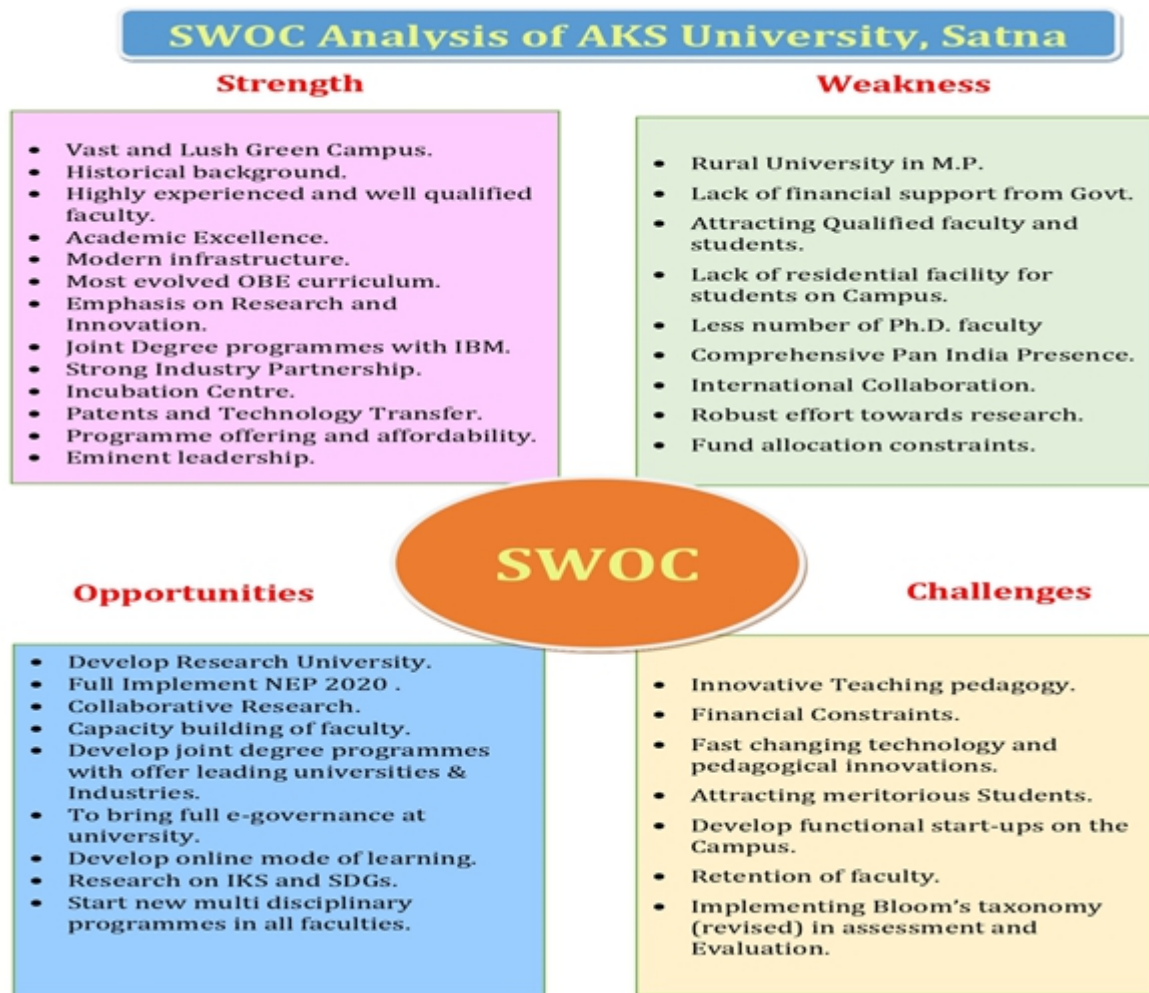 SWOC Analysis of AKS University, Satna
Strength
• Vast and Lush Green Campus.
• Historical background.
• Highly experienced and well qualified
faculty.
• Academic Excellence.
• Modern infrastructure.
• Most evolved OBE curriculum.
• Emphasis on Research and
Innovation.
• Joint Degree programmes with IBM.
• Strong Industry Partnership.
• Incubation Centre.
• Patents and Technology Transfer.
• Programme offering and affordability.
• Eminent leadership.
Weakness
• Rural University in M.P.
• Lack of financial support from Govt.
• Attracting Qualified faculty and
students.
• Lack of residential facility for
students on Campus.
• Less number of Ph.D. faculty
• Comprehensive Pan India Presence.
• International Collaboration.
• Robust effort towards research.
• Fund allocation constraints.
SWOC
Opportunities
• Develop Research University.
• Full Implement NEP 2020 .
• Collaborative Research.
• Capacity building of faculty.
• Develop joint degree programmes
with offer leading universities &
Industries.
• To bring full e-governance at
university.
• Develop online mode of learning.
• Research on IKS and SDGs.
• Start new multi disciplinary
programmes in all faculties.
Challenges
• Innovative Teaching pedagogy.
• Financial Constraints.
• Fast changing technology and
pedagogical innovations.
• Attracting meritorious Students.
• Develop functional start-ups on the
Campus.
• Retention of faculty.
• Implementing Bloom's taxonomy
(revised) in assessment and
Evaluation.